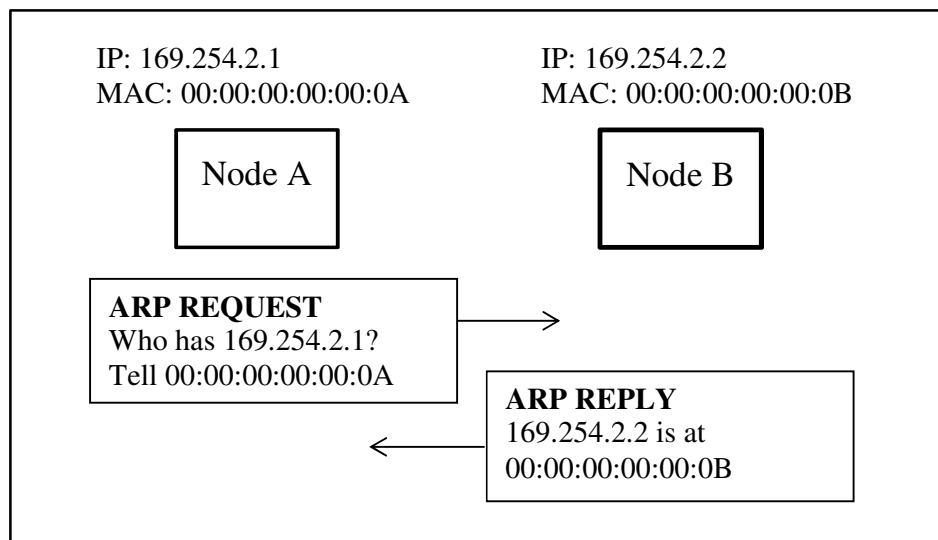 IP: 169.254.2.1
MAC: 00:00:00:00:00:0A
IP: 169.254.2.2
MAC: 00:00:00:00:00:0B
Node A
Node B
ARP REQUEST
Who has 169.254.2.1?
Tell 00:00:00:00:00:0A
ARP REPLY
169.254.2.2 is at
00:00:00:00:00:0B